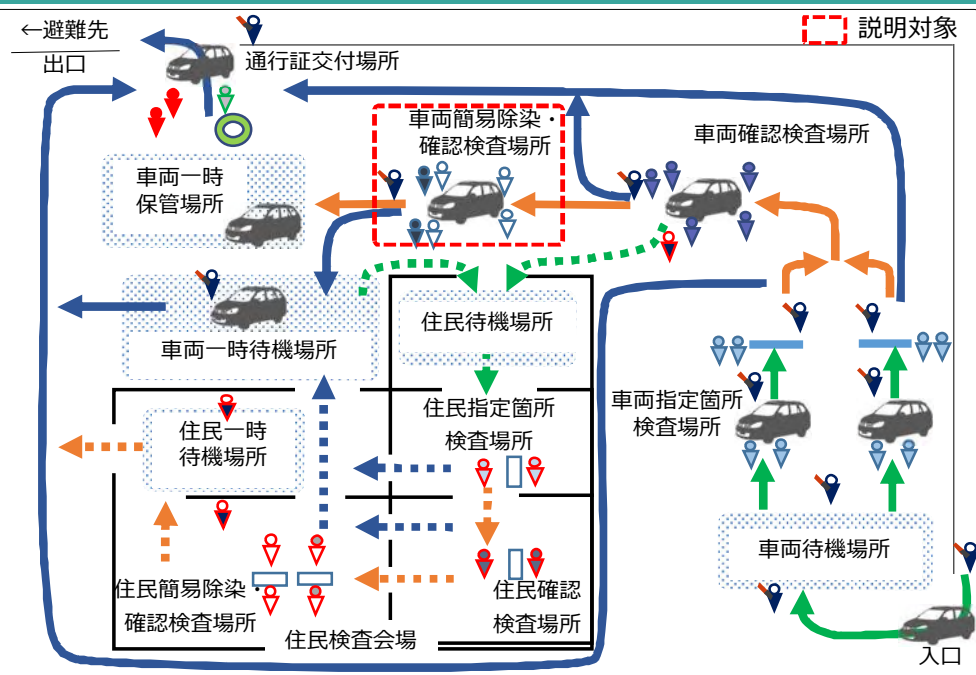 ←避難先
出口
通行証交付場所
説明対象
車両簡易除染・
確認検査場所
車両確認検査場所
車両一時
保管場所
車両一時待機場所
住民待機場所
住民指定箇所
検査場所
車両指定箇所
検査場所
住民一時
待機場所
車両待機場所
住民簡易除染・
確認検査場所
住民確認
検査場所
住民検査会場
入口